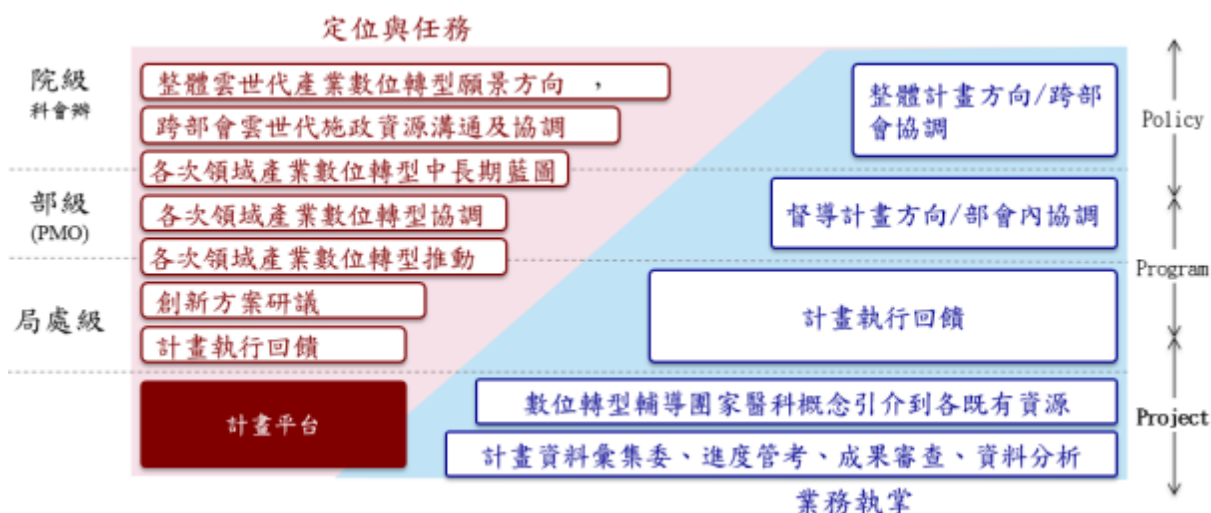 定位與任務
院級
科會辦
整體雲世代產業數位轉型願景方向 ，
跨部會雲世代施政資源溝通及協調
整體計畫方向/跨部
會協調
Policy
各次領域產業數位轉型中長期藍圖
部級
(PMO)
各次領域產業數位轉型協調
督導計畫方向/部會內協調
各次領域產業數位轉型推動
Program
局處級
創新方案研議
計畫執行回饋
計畫執行回饋
計畫平台
數位轉型輔導團家醫科概念引介到各既有資源
Project
計畫資料彙集委、進度管考、成果審查、資料分析
業務執掌